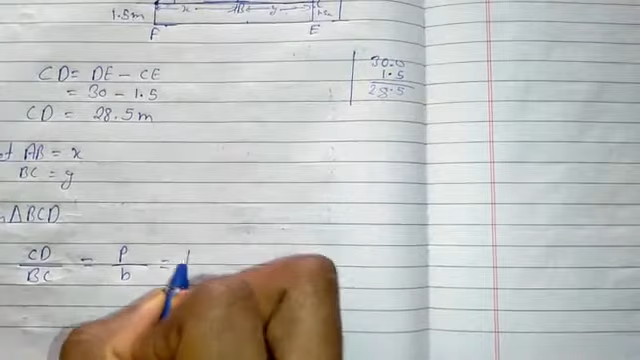 1.5m x AB y
F E
CD = DE - CE
= 30 - 1.5
CD = 28.5m
30.0
1.5
28.5
AB = x
BC = y
ΔBCD
CD/BC = P/b =